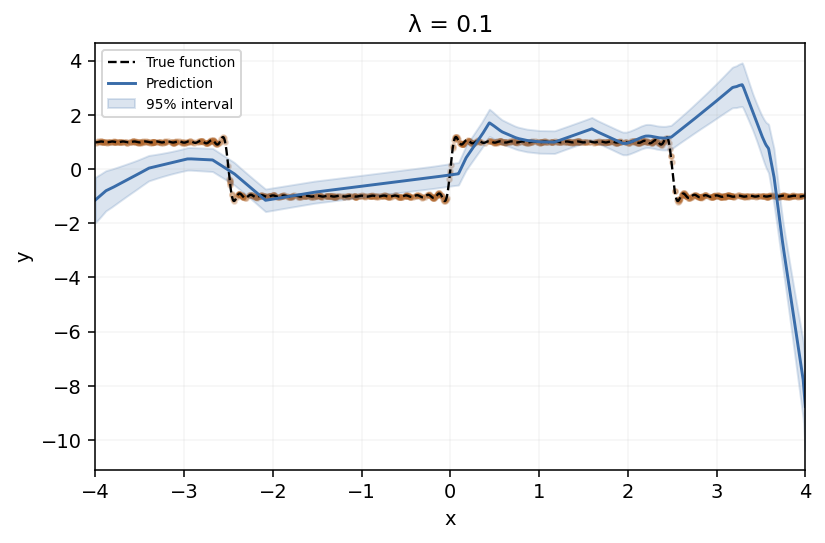 λ = 0.1
True function
Prediction
95% interval
y
4
2
0
−2
−4
−6
−8
−10
−4 −3 −2 −1 0 1 2 3 4
x